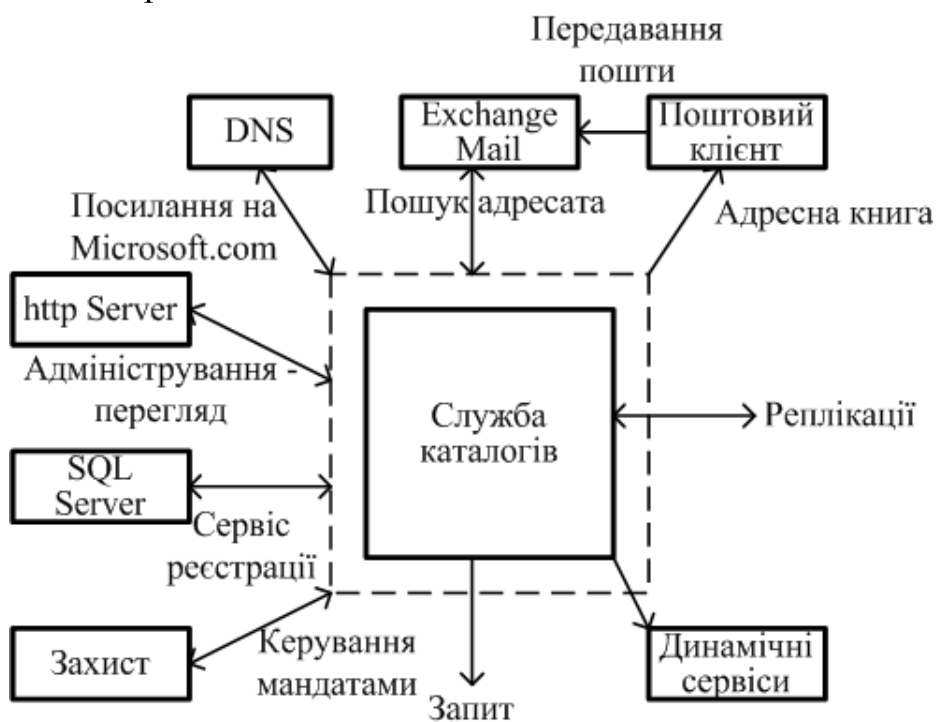 Передавання
пошти
DNS
Exchange
Mail
Поштовий
клієнт
Посилання на
Microsoft.com
Пошук адресата
Адресна книга
http Server
Адміністрування -
перегляд
Служба
каталогів
Реплікації
SQL
Server
Сервіс
реєстрації
Захист
Керування
мандатами
Запит
Динамічні
сервіси